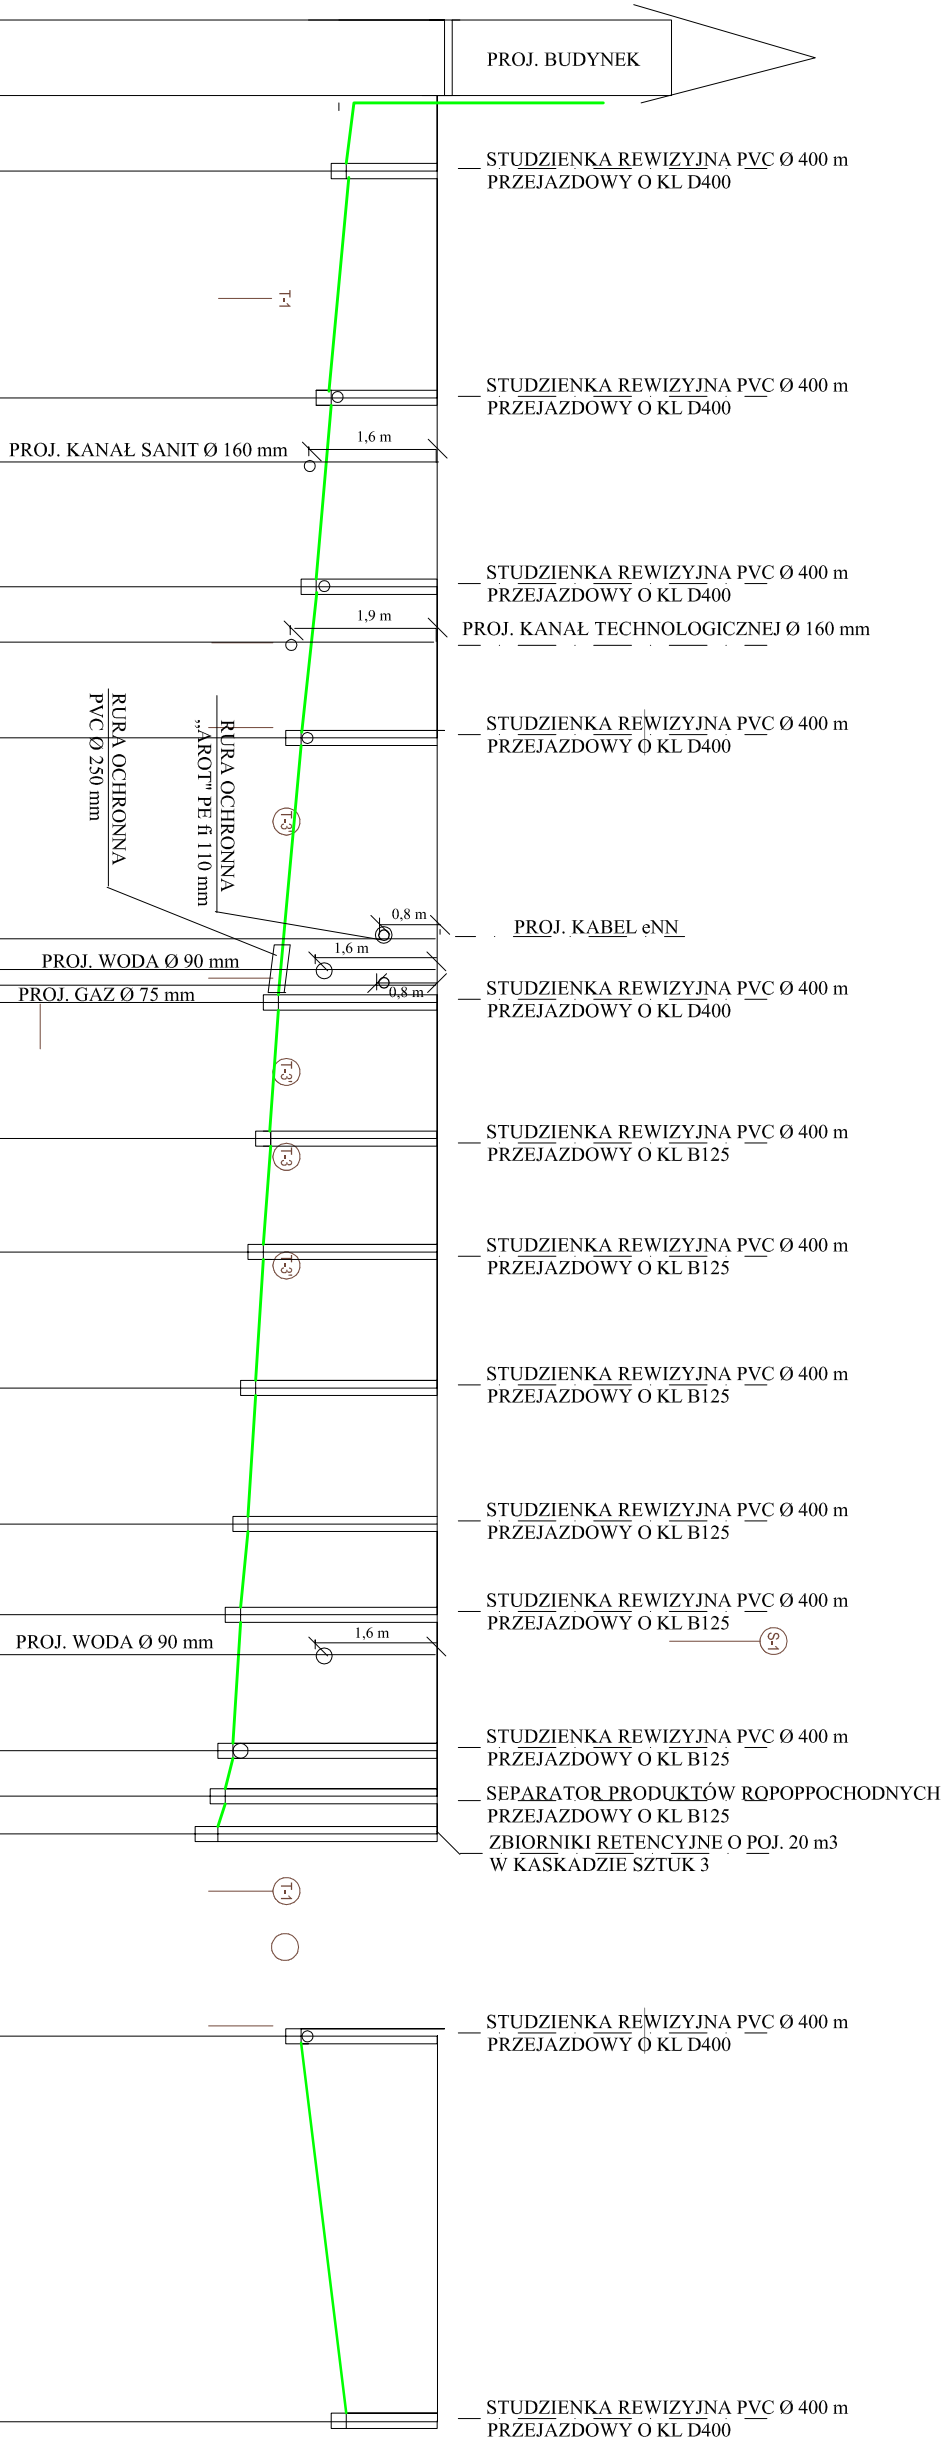 PROJ. BUDYNEK
STUDZIENKA REWIZYJNA PVC Ø 400 m
PRZEJAZDOWY O KL D400
T-1
STUDZIENKA REWIZYJNA PVC Ø 400 m
PRZEJAZDOWY O KL D400
1,6 m
PROJ. KANAŁ SANIT Ø 160 mm
STUDZIENKA REWIZYJNA PVC Ø 400 m
PRZEJAZDOWY O KL D400
1,9 m
PROJ. KANAŁ TECHNOLOGICZNEJ Ø 160 mm
RURA OCHRONNA
PVC Ø 250 mm
RURA OCHRONNA
„AROT" PE fi 110 mm
STUDZIENKA REWIZYJNA PVC Ø 400 m
PRZEJAZDOWY O KL D400
T-3'
0,8 m
PROJ. KABEL eNN
1,6 m
PROJ. WODA Ø 90 mm
0,8 m
PROJ. GAZ Ø 75 mm
STUDZIENKA REWIZYJNA PVC Ø 400 m
PRZEJAZDOWY O KL D400
T-3'
STUDZIENKA REWIZYJNA PVC Ø 400 m
PRZEJAZDOWY O KL B125
T-3
STUDZIENKA REWIZYJNA PVC Ø 400 m
PRZEJAZDOWY O KL B125
T-3'
STUDZIENKA REWIZYJNA PVC Ø 400 m
PRZEJAZDOWY O KL B125
STUDZIENKA REWIZYJNA PVC Ø 400 m
PRZEJAZDOWY O KL B125
STUDZIENKA REWIZYJNA PVC Ø 400 m
PRZEJAZDOWY O KL B125
PROJ. WODA Ø 90 mm
1,6 m
S-1
STUDZIENKA REWIZYJNA PVC Ø 400 m
PRZEJAZDOWY O KL B125
SEPARATOR PRODUKTÓW ROPOPPOCHODNYCH
PRZEJAZDOWY O KL B125
ZBIORNIKI RETENCYJNE O POJ. 20 m3
W KASKADZIE SZTUK 3
T-1
STUDZIENKA REWIZYJNA PVC Ø 400 m
PRZEJAZDOWY O KL D400
STUDZIENKA REWIZYJNA PVC Ø 400 m
PRZEJAZDOWY O KL D400